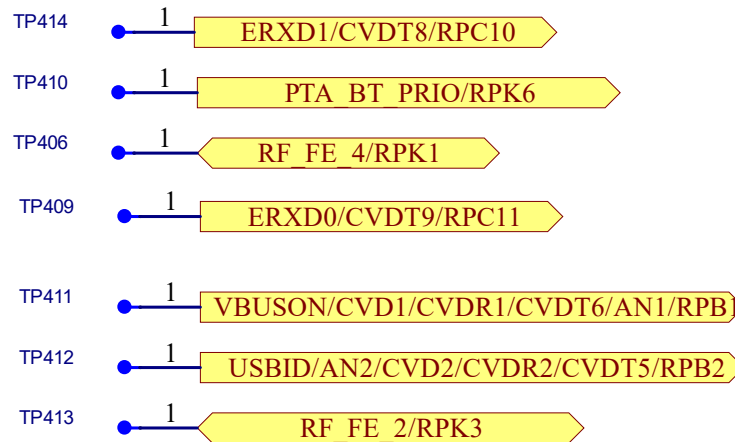 TP414 1 ERXD1/CVDT8/RPC10
TP410 1 PTA_BT_PRIO/RPK6
TP406 1 RF_FE_4/RPK1
TP409 1 ERXD0/CVDT9/RPC11
TP411 1 VBUSON/CVD1/CVDR1/CVDT6/AN1/RPB1
TP412 1 USBID/AN2/CVD2/CVDR2/CVDT5/RPB2
TP413 1 RF_FE_2/RPK3